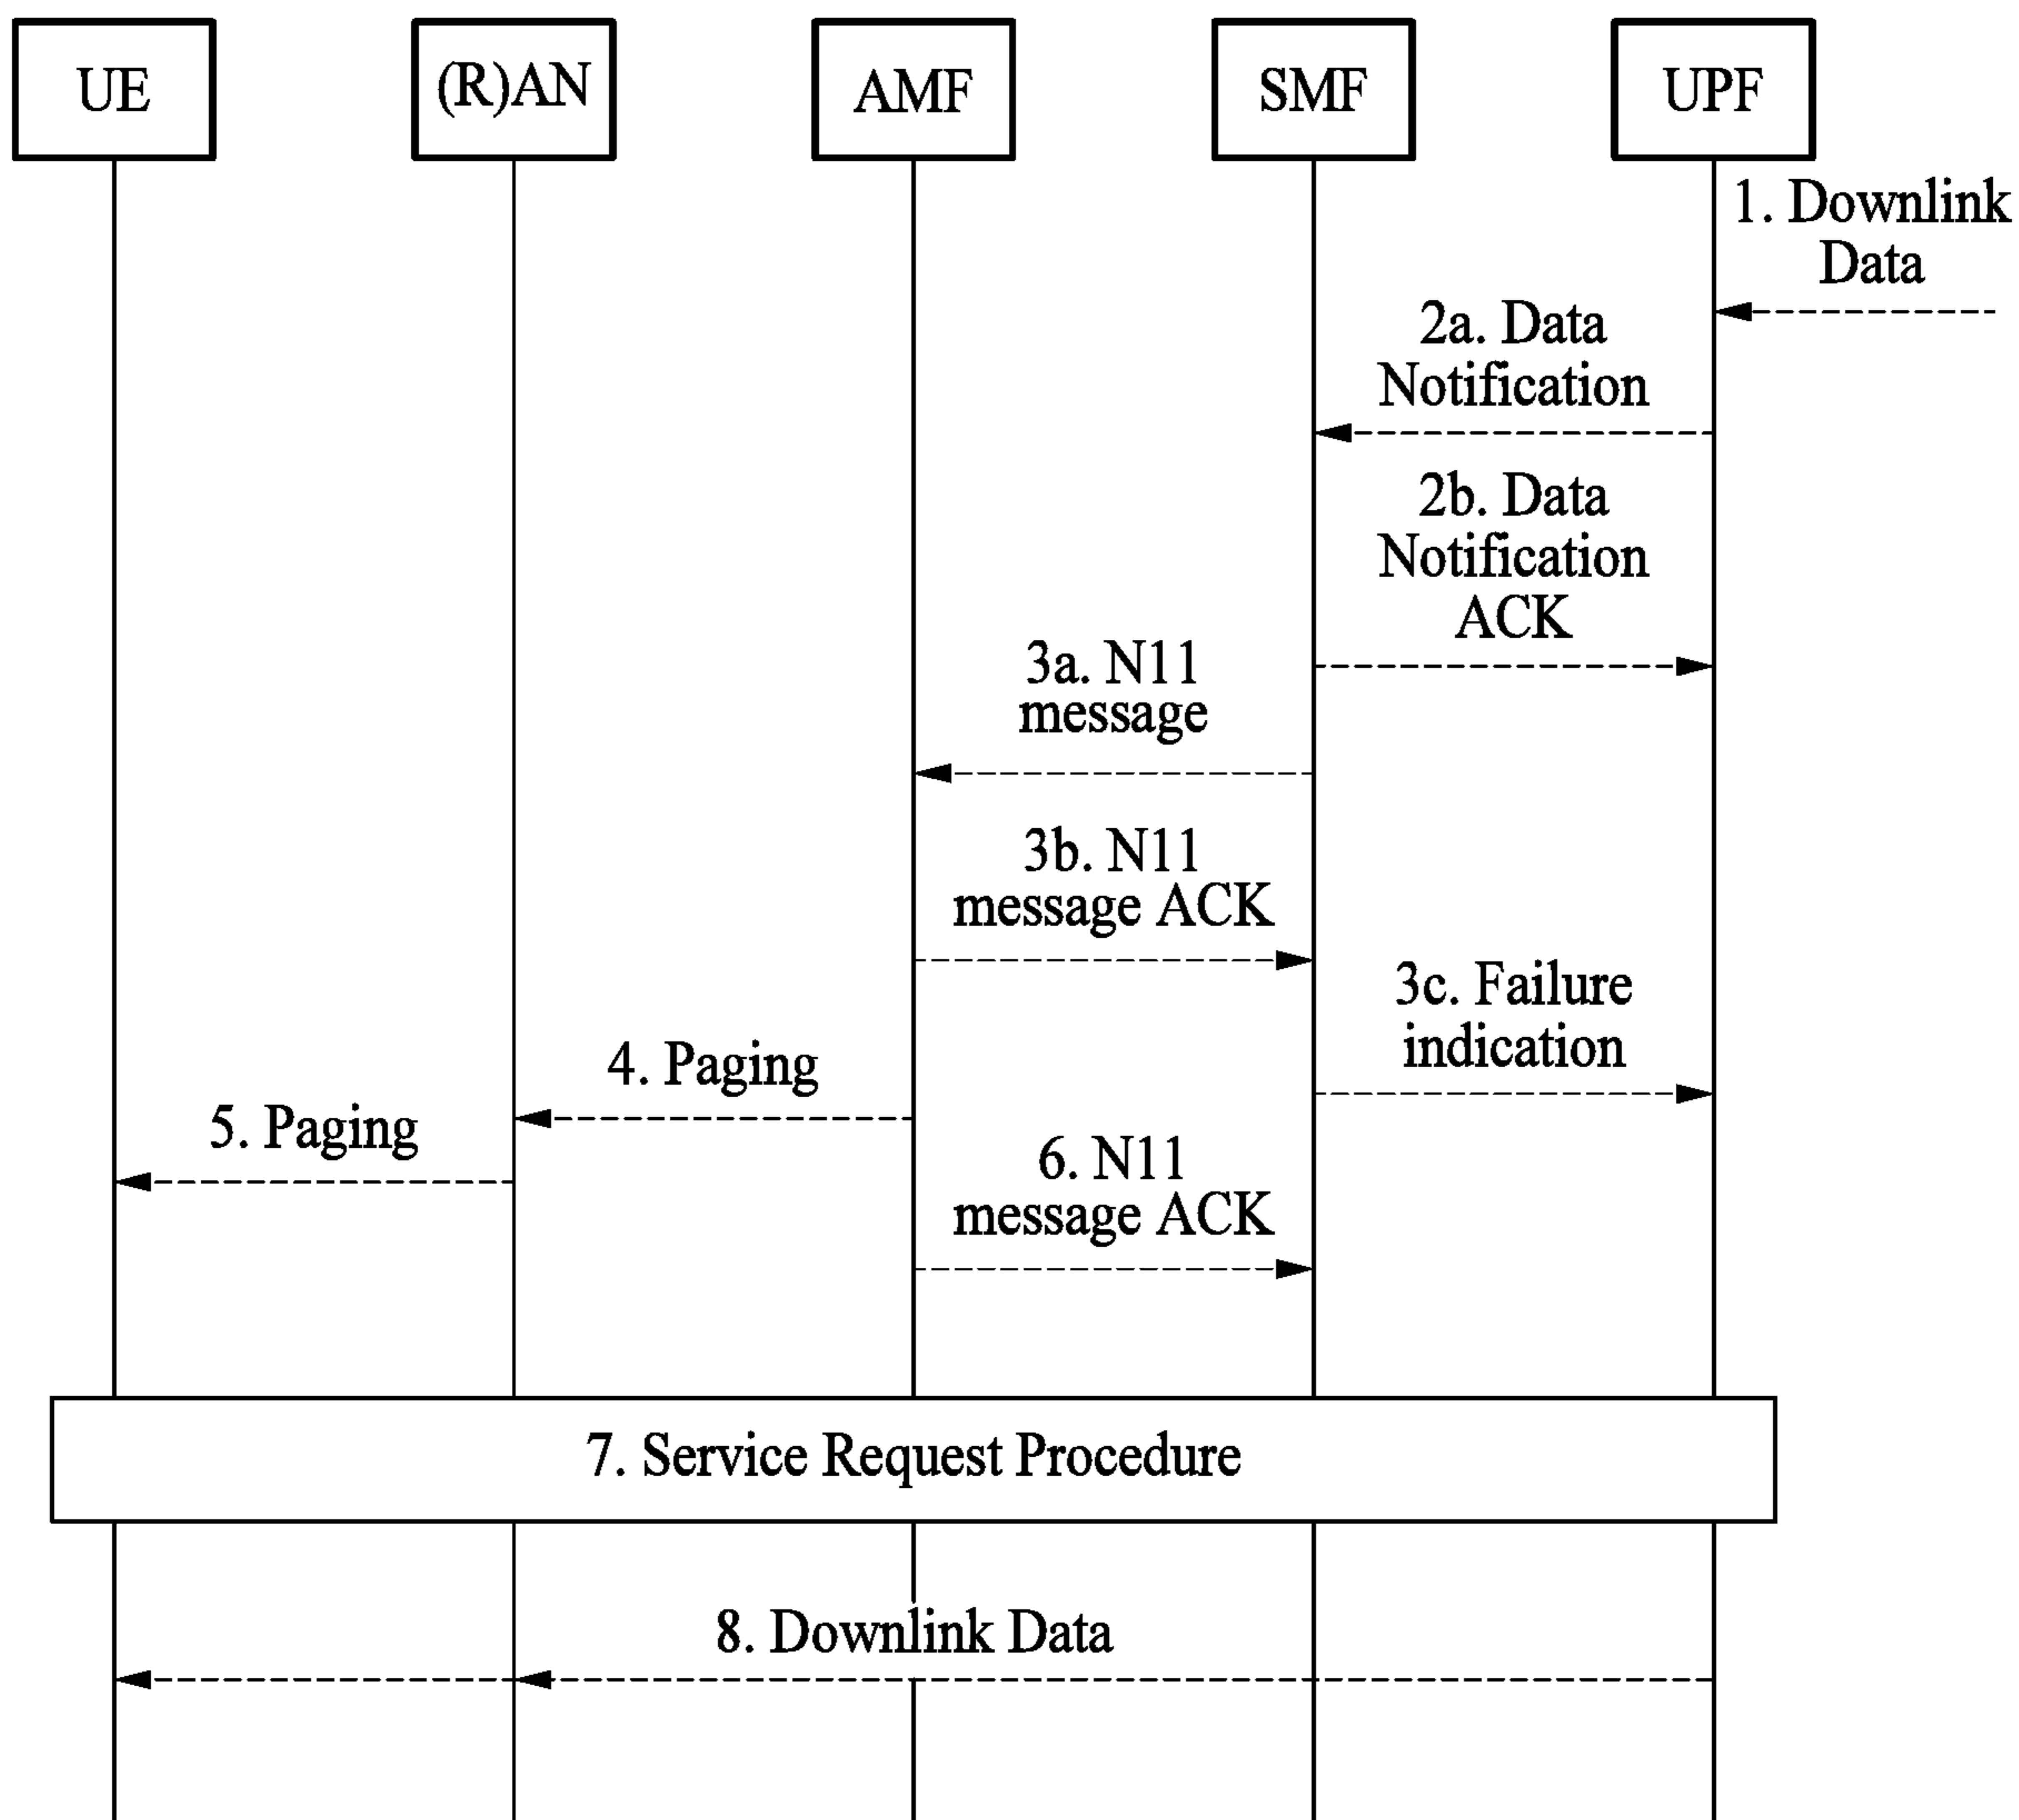 UE
(R)AN
AMF
SMF
UPF
1. Downlink
Data
2a. Data
Notification
2b. Data
Notification
ACK
3a. N11
message
3b. N11
message ACK
3c. Failure
indication
4. Paging
5. Paging
6. N11
message ACK
7. Service Request Procedure
8. Downlink Data